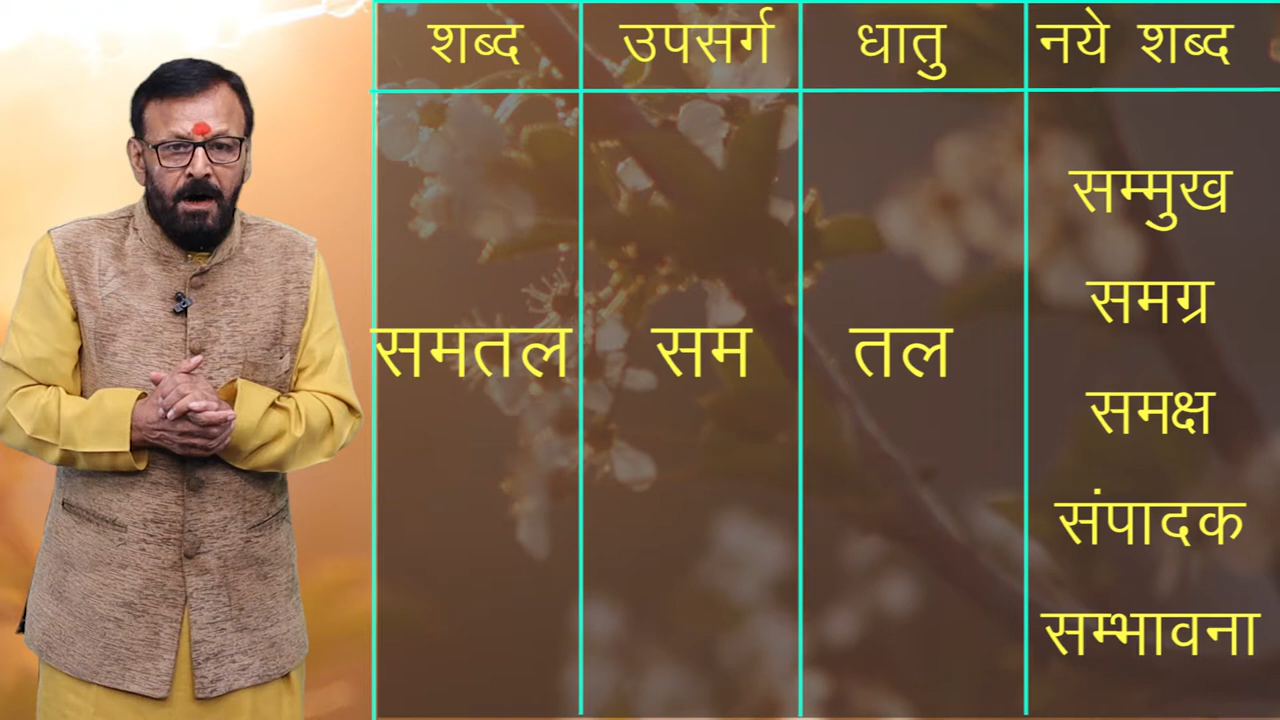 शब्द उपसर्ग धातु नये शब्द
समतल सम तल
सम्मुख
समग्र
समक्ष
संपादक
सम्भावना